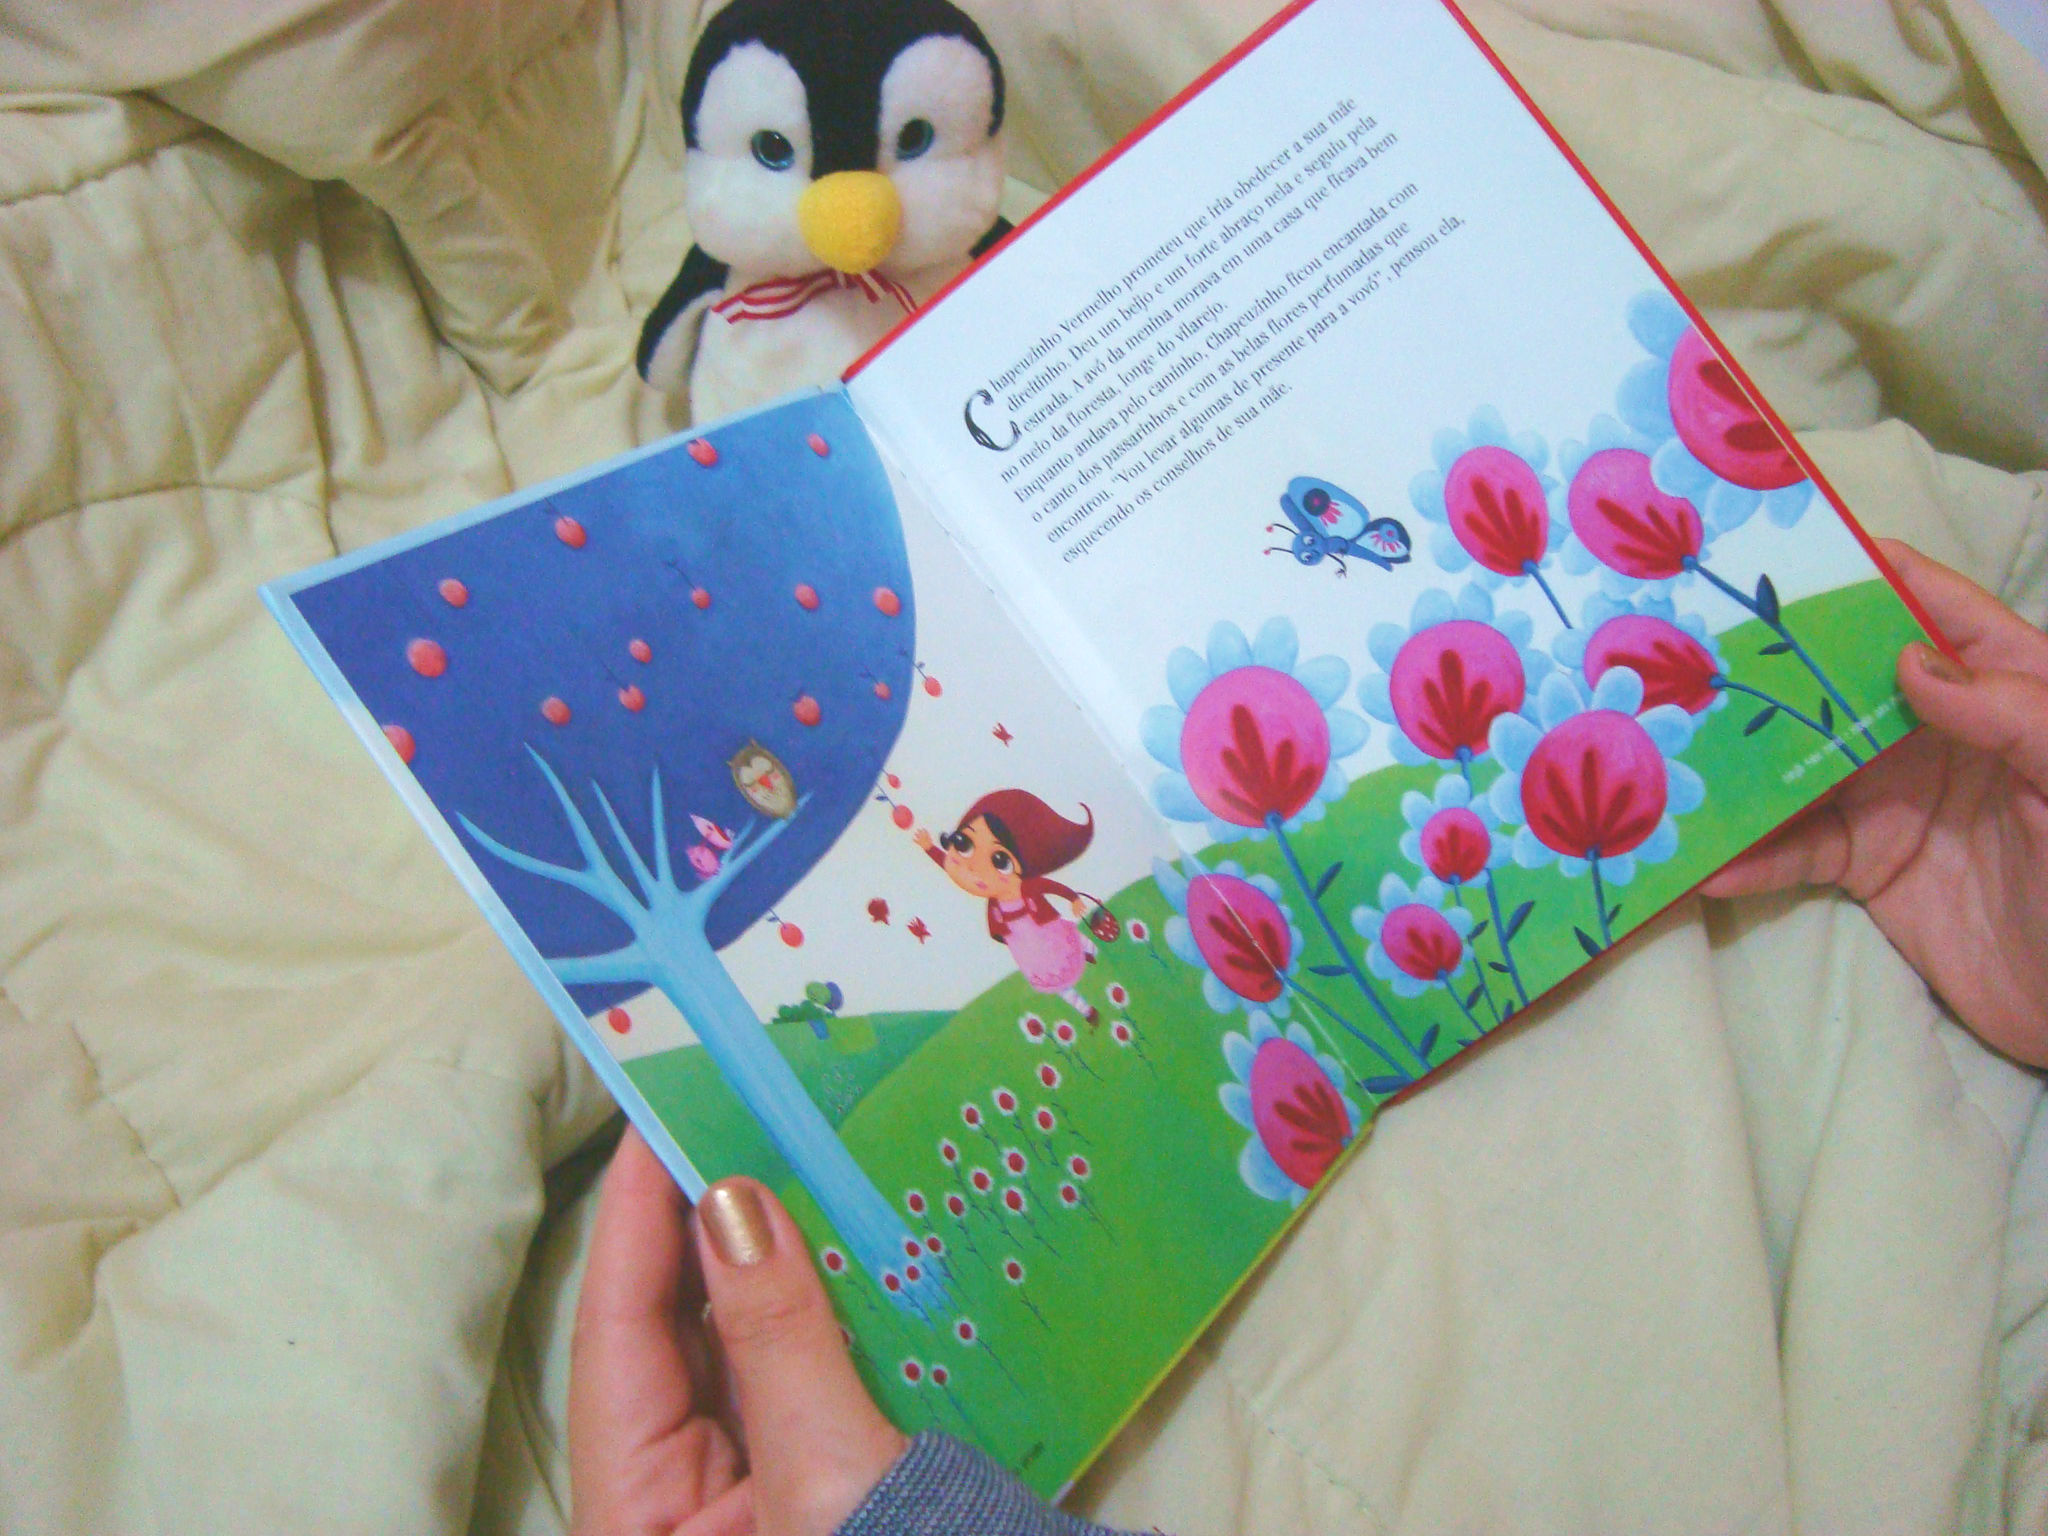 Chapeuzinho Vermelho prometeu que iria obedecer a sua mãe
direitinho. Deu um beijo e um forte abraço nela e seguiu pela
estrada. A avó da menina morava em uma casa que ficava bem
no meio da floresta, longe do vilarejo.
Enquanto andava pelo caminho, Chapeuzinho ficou encantada com
o canto dos passarinhos e com as belas flores perfumadas que
encontrou. "Vou levar algumas de presente para a vovó", pensou ela,
esquecendo os conselhos de sua mãe.